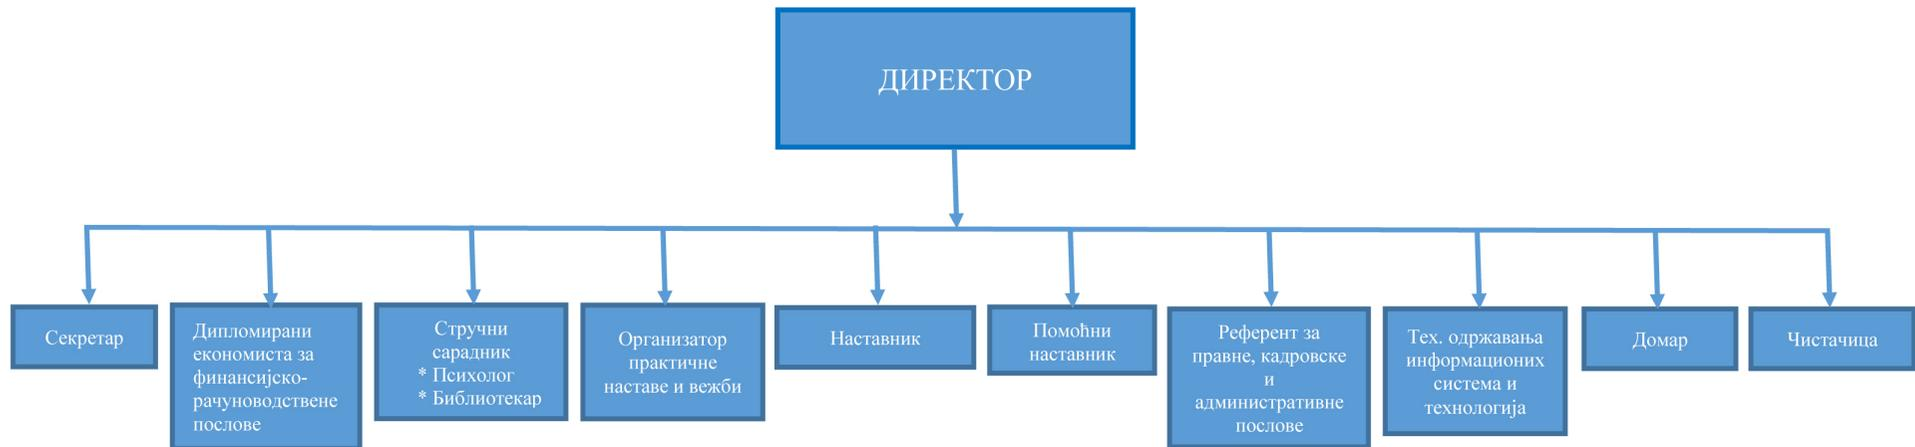 ДИРЕКТОР
Секретар
Дипломирани
економиста за
финансијско-
рачуноводствене
послове
Стручни
сарадник
* Психолог
* Библиотекар
Организатор
практичне
наставе и вежби
Наставник
Помоћни
наставник
Референт за
правне, кадровске
и
административне
послове
Тех. одржавања
информационих
система и
технологија
Домар
Чистачица